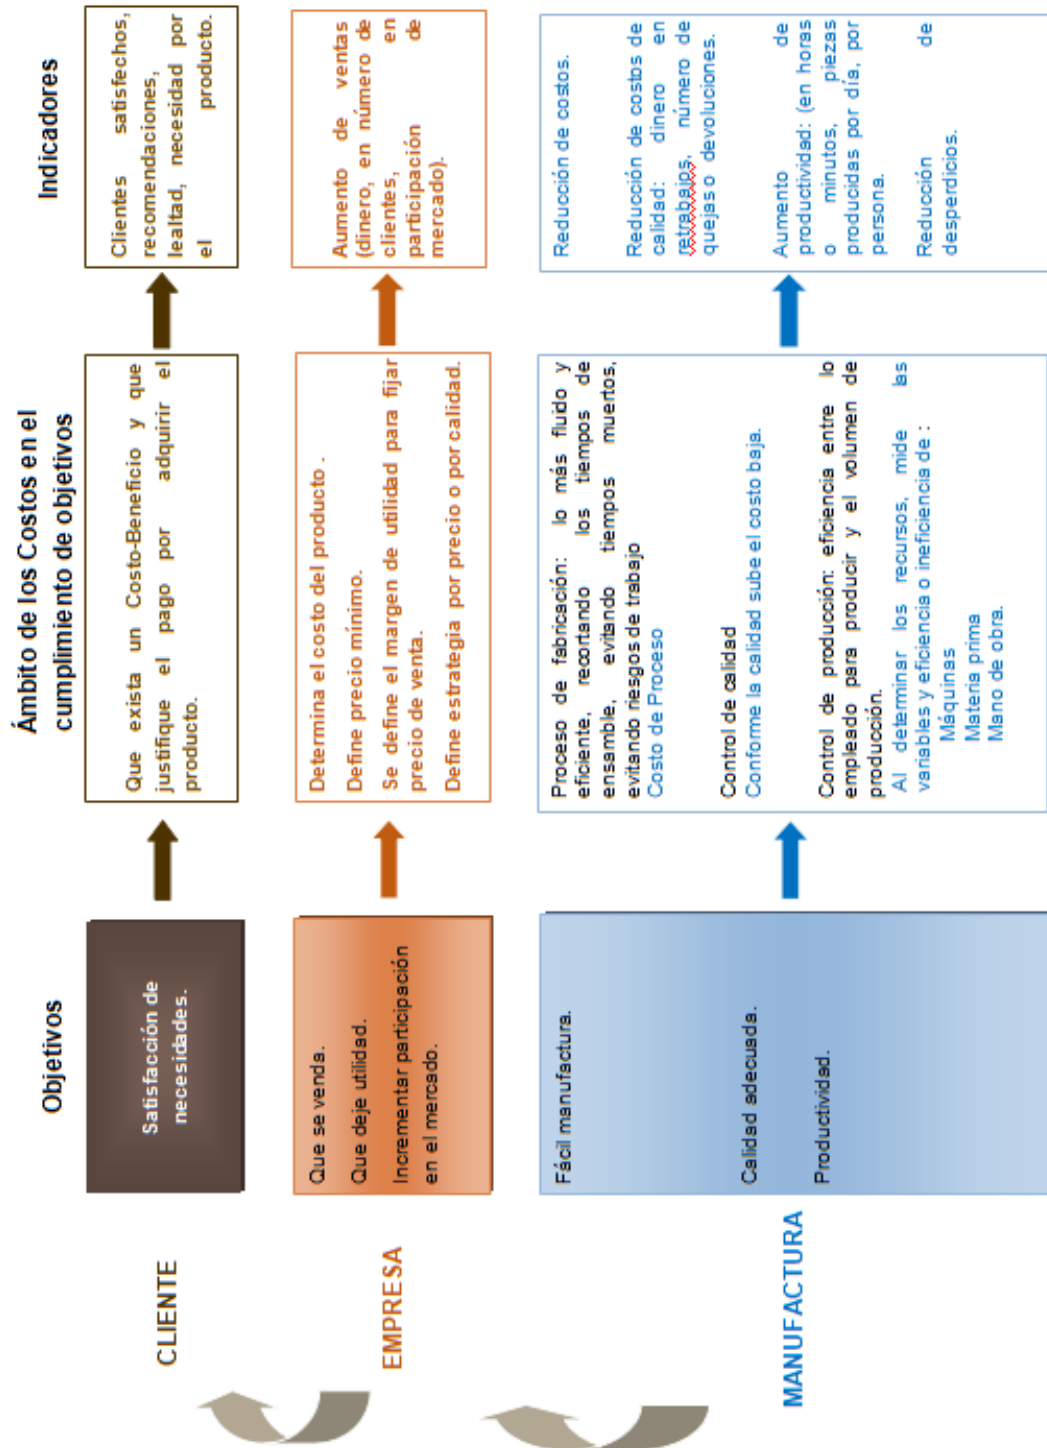 Objetivos
Ámbito de los Costos en el
cumplimiento de objetivos
Indicadores
CLIENTE
Satisfacción de
necesidades.
Que exista un Costo-Beneficio y que
justifique el pago por adquirir el
producto.
Clientes satisfechos,
recomendaciones,
lealtad, necesidad por
el producto.
EMPRESA
Que se venda.
Que deje utilidad.
Incrementar participación
en el mercado.
Determina el costo del producto .
Define precio mínimo.
Se define el margen de utilidad para fijar
precio de venta.
Define estrategia por precio o por calidad.
Aumento de ventas
(dinero, en número de
clientes, en
participación de
mercado).
MANUFACTURA
Fácil manufactura.
Calidad adecuada.
Productividad.
Proceso de fabricación: lo más fluido y
eficiente, recortando los tiempos de
ensamble, evitando tiempos muertos,
evitando riesgos de trabajo
Costo de Proceso
Control de calidad
Conforme la calidad sube el costo baja.
Control de producción: eficiencia entre lo
empleado para producir y el volumen de
producción.
Al determinar los recursos, mide las
variables y eficiencia o ineficiencia de :
Máquinas
Materia prima
Mano de obra.
Reducción de costos.
Reducción de costos de
calidad: dinero en
retrabajos, número de
quejas o devoluciones.
Aumento de
productividad: (en horas
o minutos, piezas
producidas por día, por
persona.
Reducción de
desperdicios.